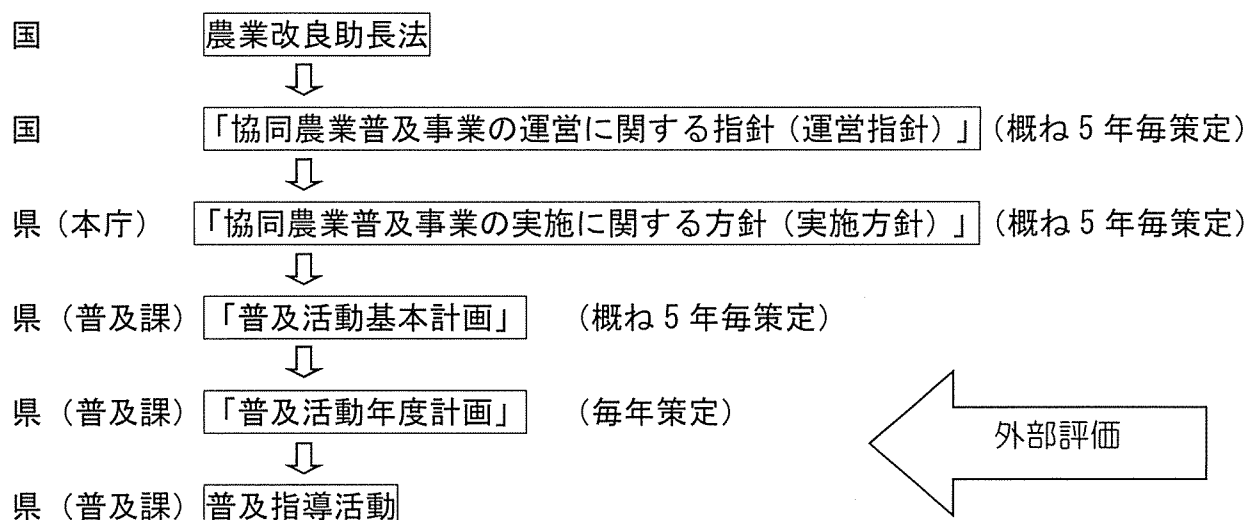 国 農業改良助長法
国 「協同農業普及事業の運営に関する指針（運営指針）」（概ね５年毎策定）
県（本庁） 「協同農業普及事業の実施に関する方針（実施方針）」（概ね５年毎策定）
県（普及課） 「普及活動基本計画」 （概ね５年毎策定）
県（普及課） 「普及活動年度計画」 （毎年策定）
外部評価
県（普及課） 普及指導活動